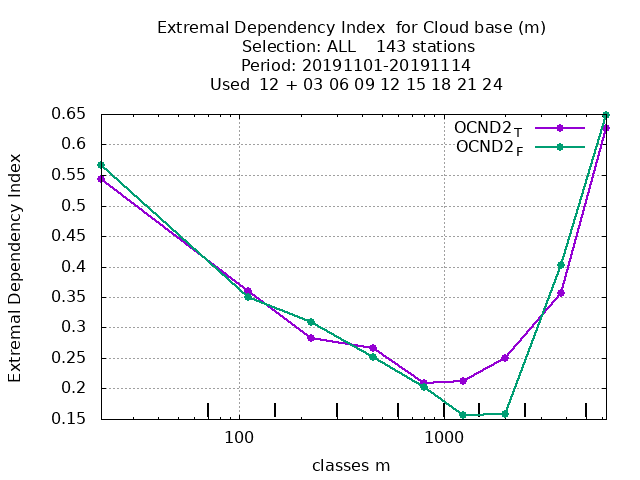 Extremal Dependency Index  for Cloud base (m)
Selection: ALL    143 stations
Period: 20191101-20191114
Used  12 + 03 06 09 12 15 18 21 24
OCND2T
OCND2F
Extremal Dependency Index
0.65
0.6
0.55
0.5
0.45
0.4
0.35
0.3
0.25
0.2
0.15
100
1000
classes m